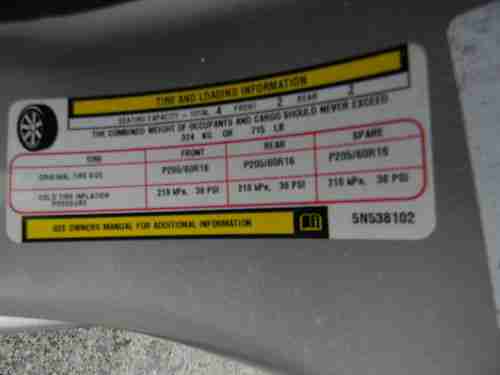 TIRE AND LOADING INFORMATION
SEATING CAPACITY - TOTAL 4 FRONT 2 REAR 2
THE COMBINED WEIGHT OF OCCUPANTS AND CARGO SHOULD NEVER EXCEED
324 KG OR 715 LB
TIRE FRONT REAR SPARE
ORIGINAL TIRE SIZE P205/60R16 P205/60R16 P205/60R16
COLD TIRE INFLATION PRESSURE 210 kPa, 30 PSI 210 kPa, 30 PSI 210 kPa, 30 PSI
SEE OWNERS MANUAL FOR ADDITIONAL INFORMATION 5N538102